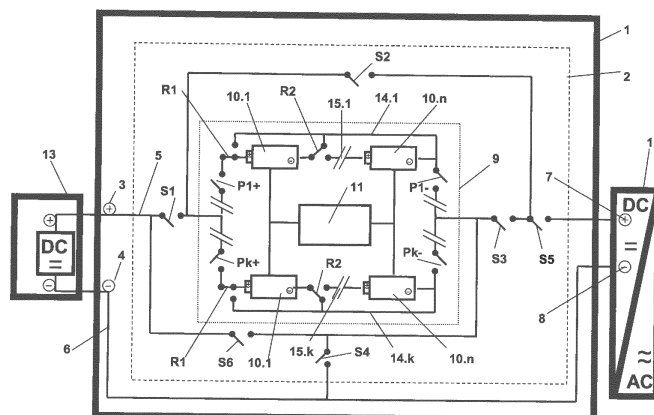 1
S2
2
R1
10.1
R2
15.1
14.1
10.n
9
13
5
3
S1
P1+
P1-
7
1
⊕
DC
=
⊖
11
S3
S5
DC
⊕
=
⊖
4
Pk+
Pk-
R2
8
6
R1
S6
10.1
15.k
S4
14.k
10.n
≈
AC